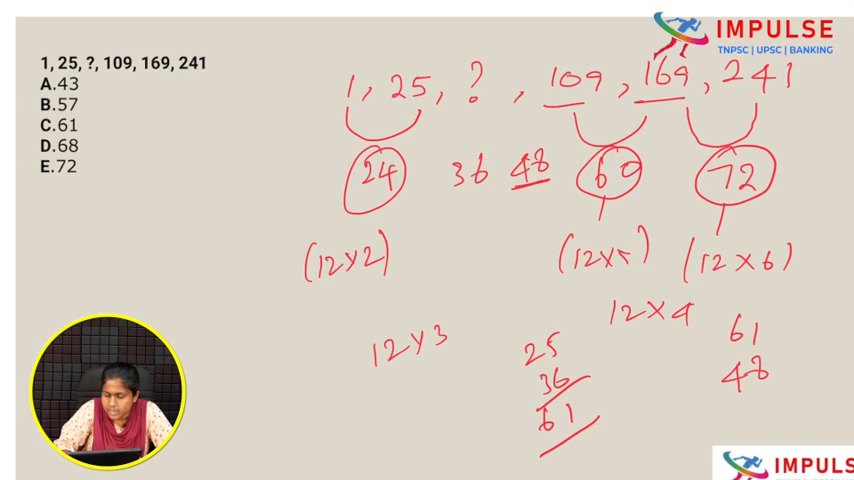 IMPULSE
TNPSC | UPSC | BANKING
1, 25, ?, 109, 169, 241
A.43
B.57
C.61
D.68
E.72
1, 25, ?, 109, 169, 241
24 36 48 60 72
(12×2) (12×5) (12×6)
12×3 12×4
25
36
61
61
48
IMPULS